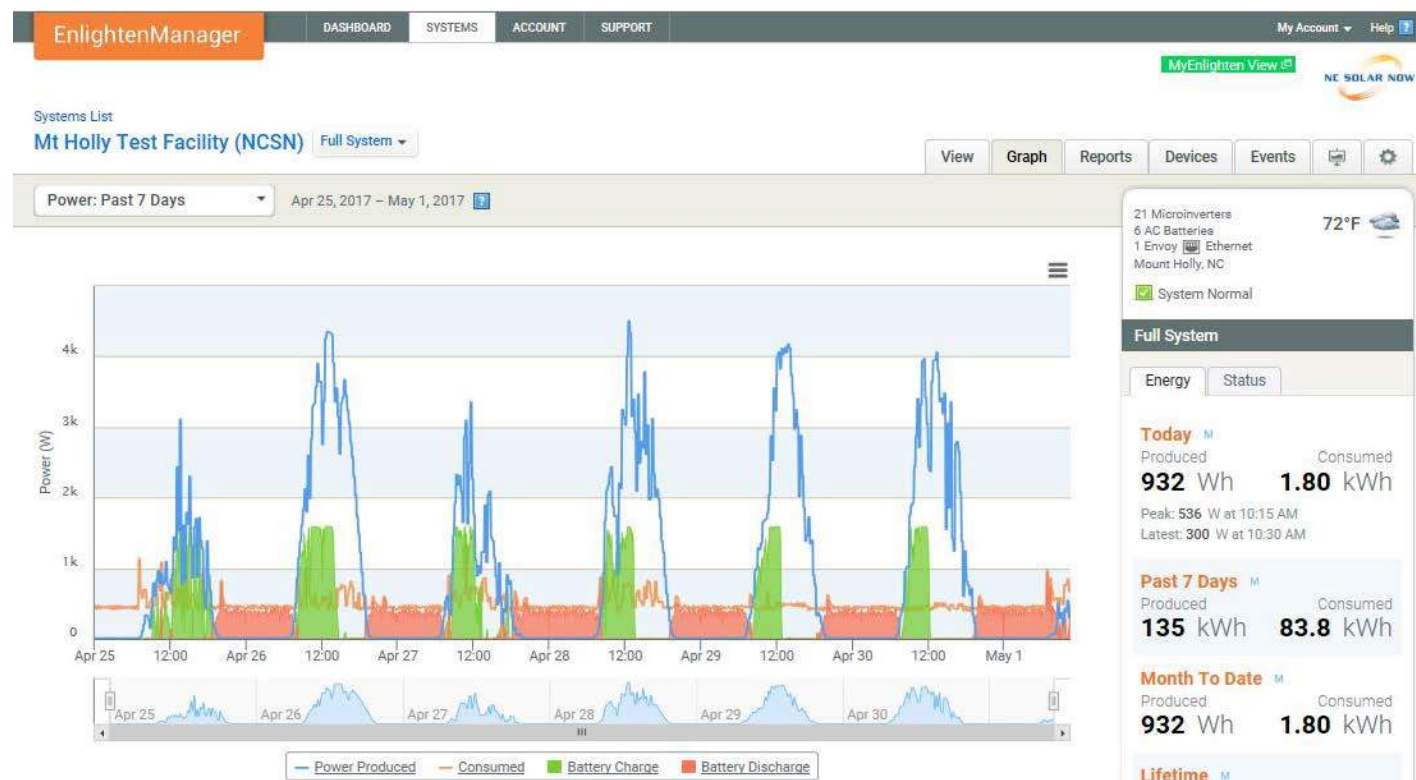 EnlightenManager
DASHBOARD SYSTEMS ACCOUNT SUPPORT
My Account Help ?
MyEnlighten View
NC SOLAR NOW
Systems List
Mt Holly Test Facility (NCSN) Full System
View Graph Reports Devices Events
Power: Past 7 Days Apr 25, 2017 – May 1, 2017 ?
21 Microinverters
6 AC Batteries
1 Envoy Ethernet
Mount Holly, NC
72°F
System Normal
Full System
Energy Status
Today M
Produced Consumed
932 Wh 1.80 kWh
Peak: 536 W at 10:15 AM
Latest: 300 W at 10:30 AM
Past 7 Days M
Produced Consumed
135 kWh 83.8 kWh
Month To Date M
Produced Consumed
932 Wh 1.80 kWh
Lifetime M
Power (W)
4k
3k
2k
1k
0
Apr 25 12:00 Apr 26 12:00 Apr 27 12:00 Apr 28 12:00 Apr 29 12:00 Apr 30 12:00 May 1
Apr 25 Apr 26 Apr 27 Apr 28 Apr 29 Apr 30
Power Produced Consumed Battery Charge Battery Discharge